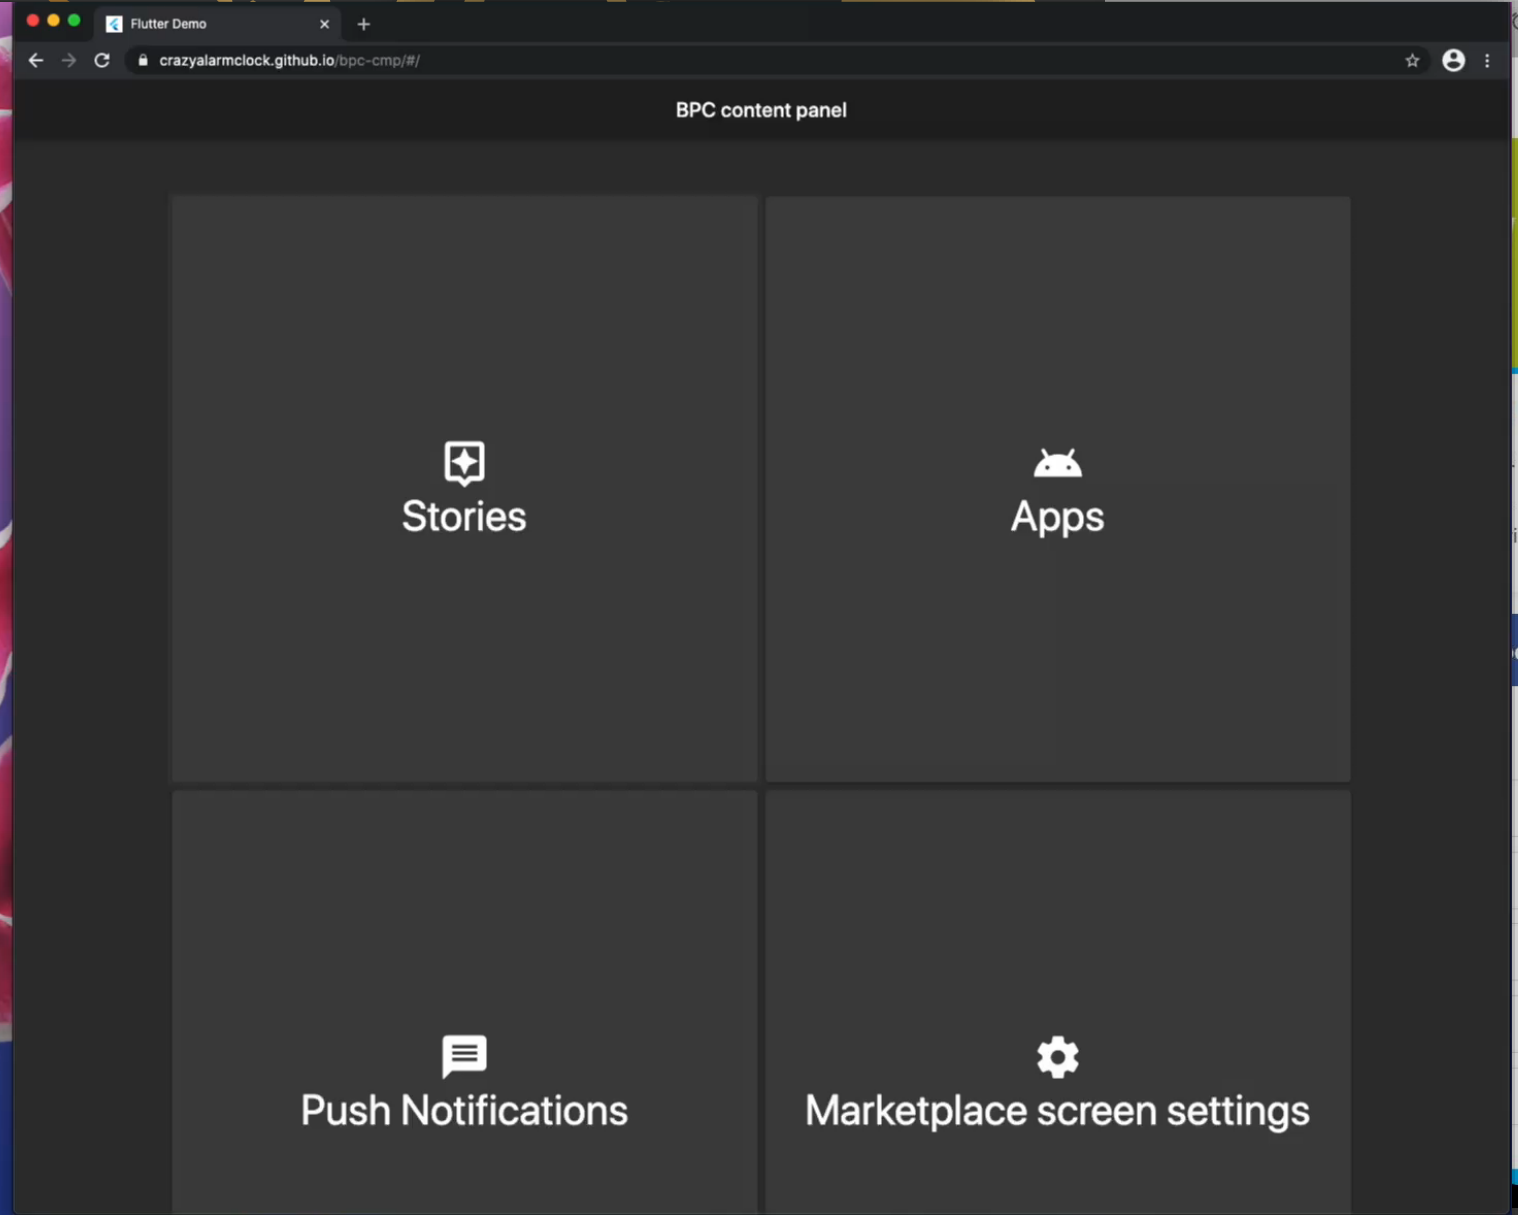 Flutter Demo
crazyalarmclock.github.io/bpc-cmp/#/
BPC content panel
Stories
Apps
Push Notifications
Marketplace screen settings